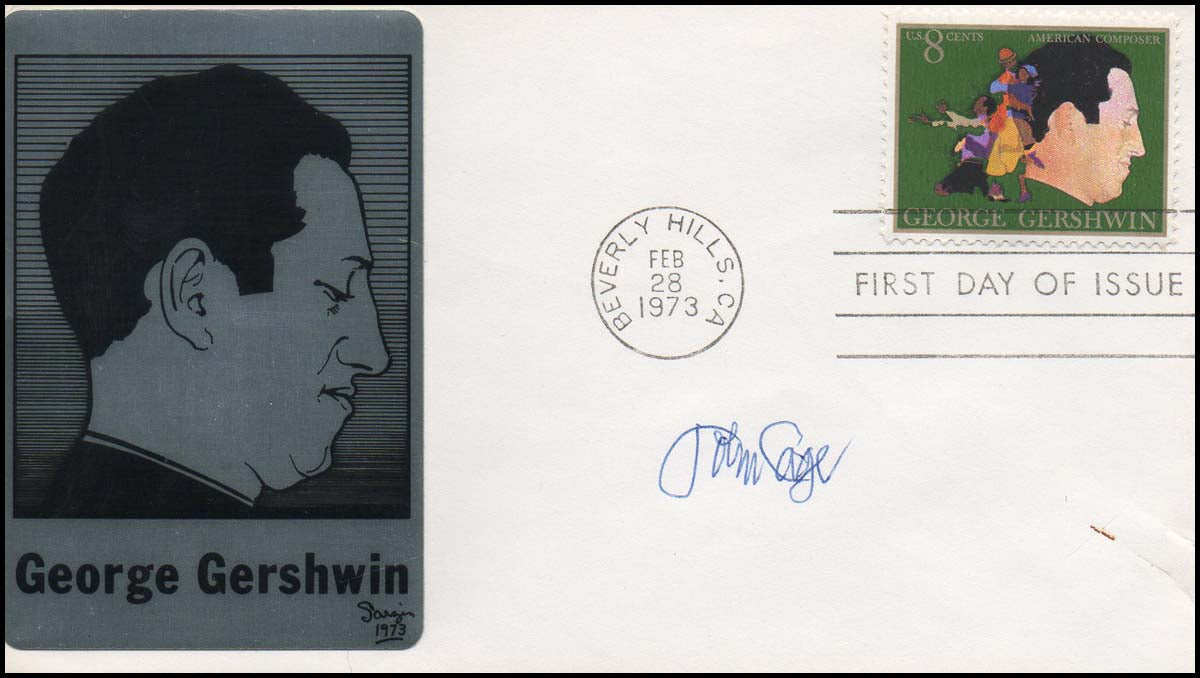 U.S. 8 CENTS AMERICAN COMPOSER
GEORGE GERSHWIN
BEVERLY HILLS, CA
FEB
28
1973
FIRST DAY OF ISSUE
John Cage
George Gershwin
1973